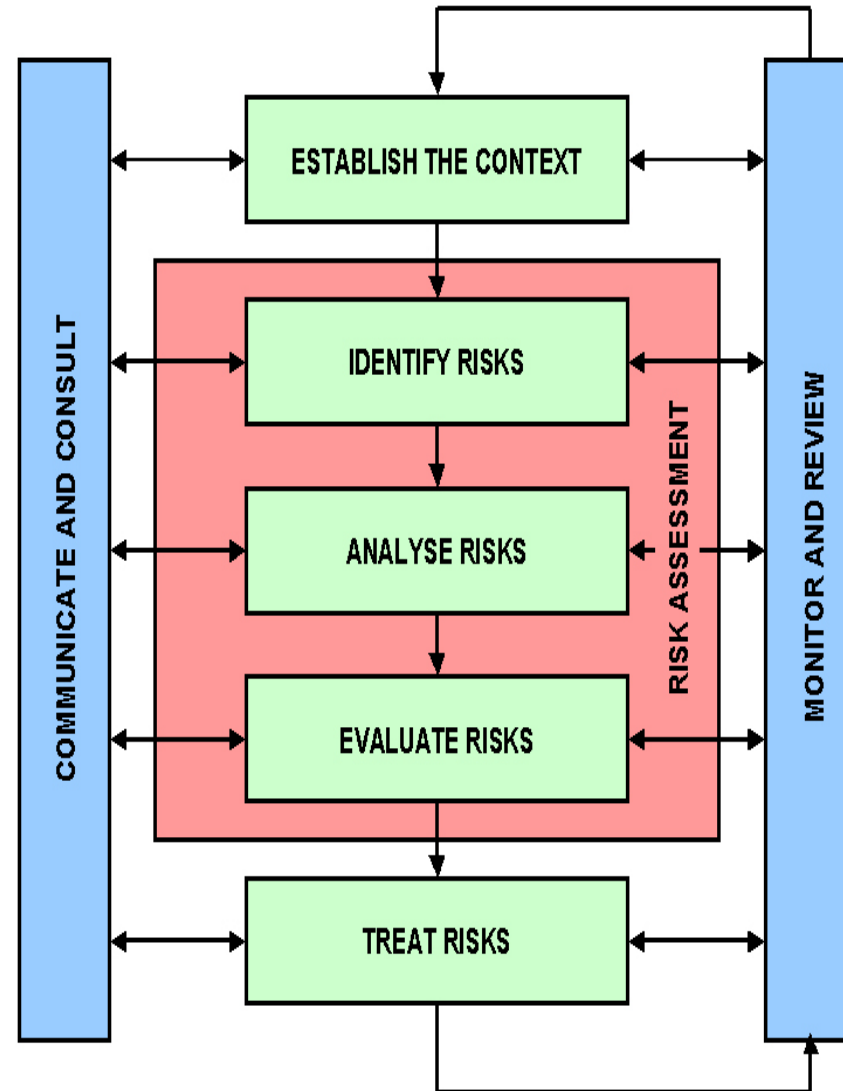 ESTABLISH THE CONTEXT
COMMUNICATE AND CONSULT
IDENTIFY RISKS
ANALYSE RISKS
EVALUATE RISKS
RISK ASSESSMENT
MONITOR AND REVIEW
TREAT RISKS